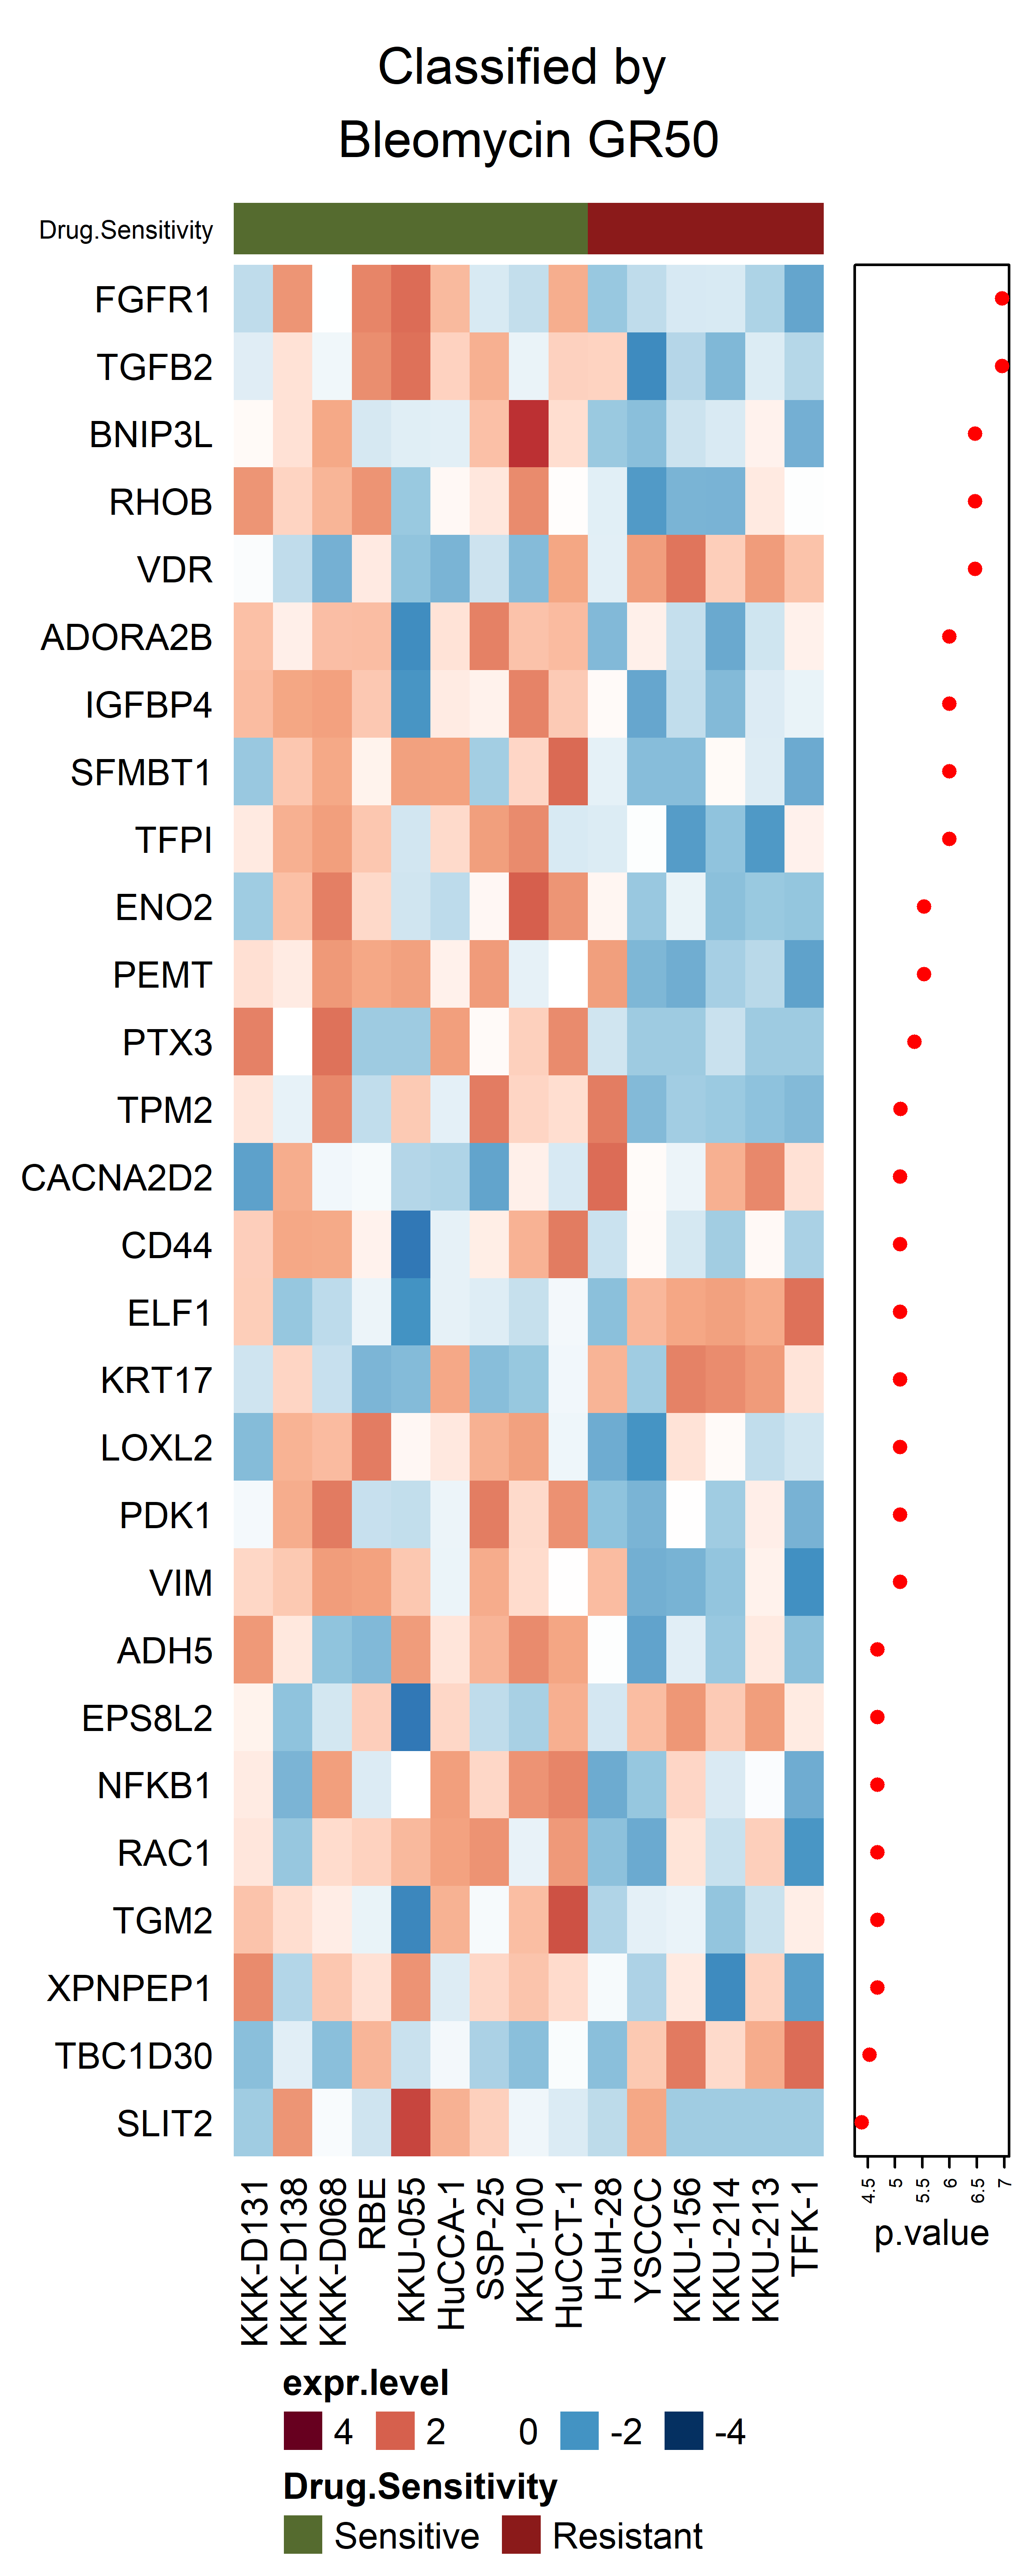 Classified by
Bleomycin GR50
Drug.Sensitivity
FGFR1
TGFB2
BNIP3L
RHOB
VDR
ADORA2B
IGFBP4
SFMBT1
TFPI
ENO2
PEMT
PTX3
TPM2
CACNA2D2
CD44
ELF1
KRT17
LOXL2
PDK1
VIM
ADH5
EPS8L2
NFKB1
RAC1
TGM2
XPNPEP1
TBC1D30
SLIT2
KKK-D131
KKK-D138
KKK-D068
RBE
KKU-055
HuCCA-1
SSP-25
KKU-100
HuCCT-1
HuH-28
YSCCC
KKU-156
KKU-214
KKU-213
TFK-1
4.5
5
5.5
6
6.5
7
p.value
expr.level
4 2 0 -2 -4
Drug.Sensitivity
Sensitive Resistant